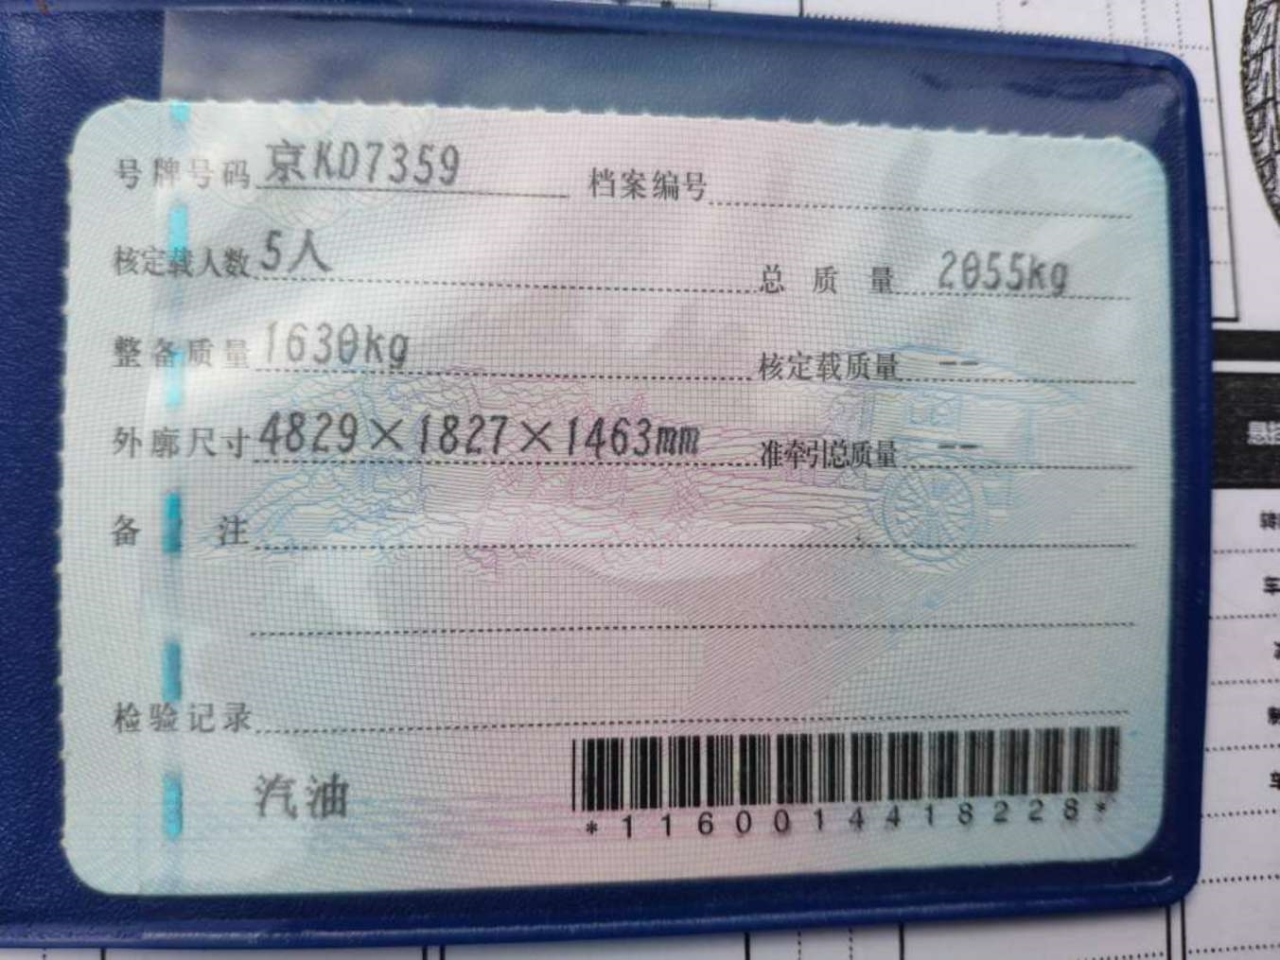 号牌号码 京KD7359 档案编号
核定载人数 5人 总质量 2055kg
整备质量 1630kg 核定载质量 --
外廓尺寸 4829×1827×1463mm 准牵引总质量 --
备注
检验记录
汽油
*1160014418228*